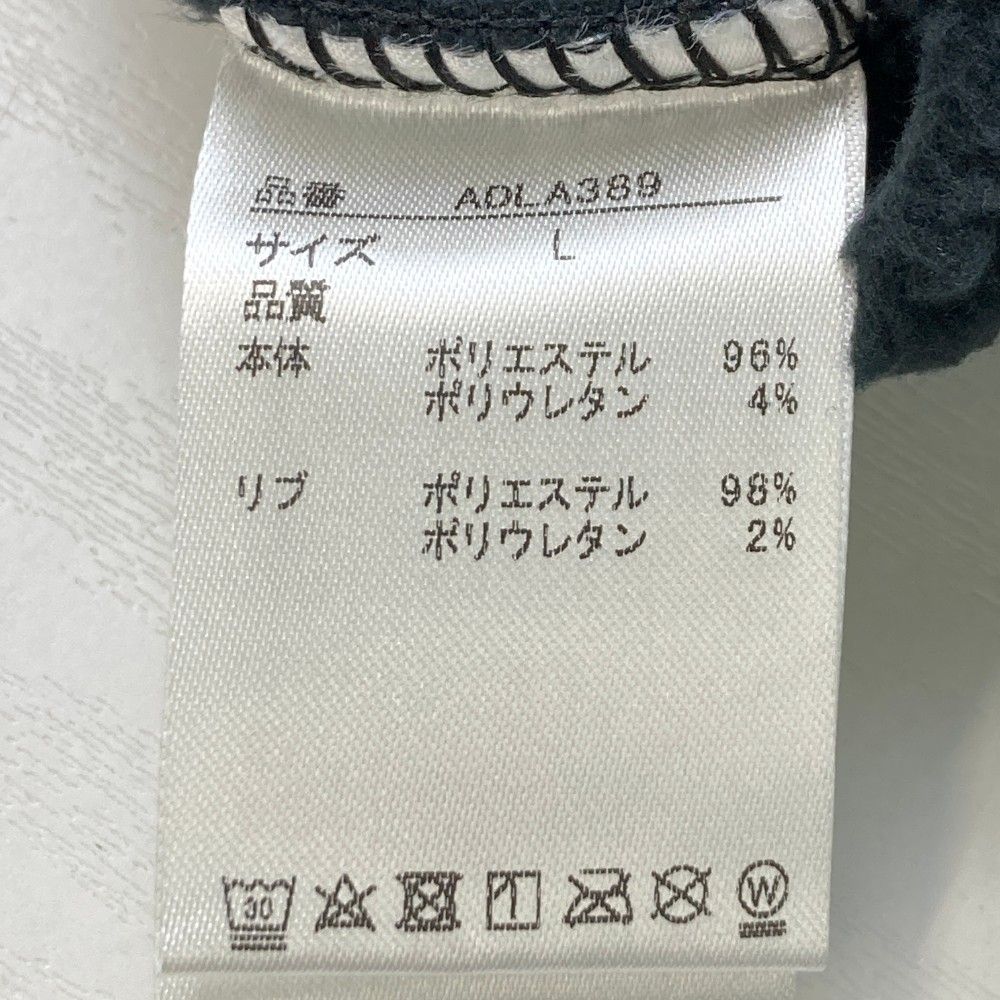 品番 ADLA389
サイズ L
品質
本体 ポリエステル 96%
ポリウレタン 4%
リブ ポリエステル 98%
ポリウレタン 2%
30 W